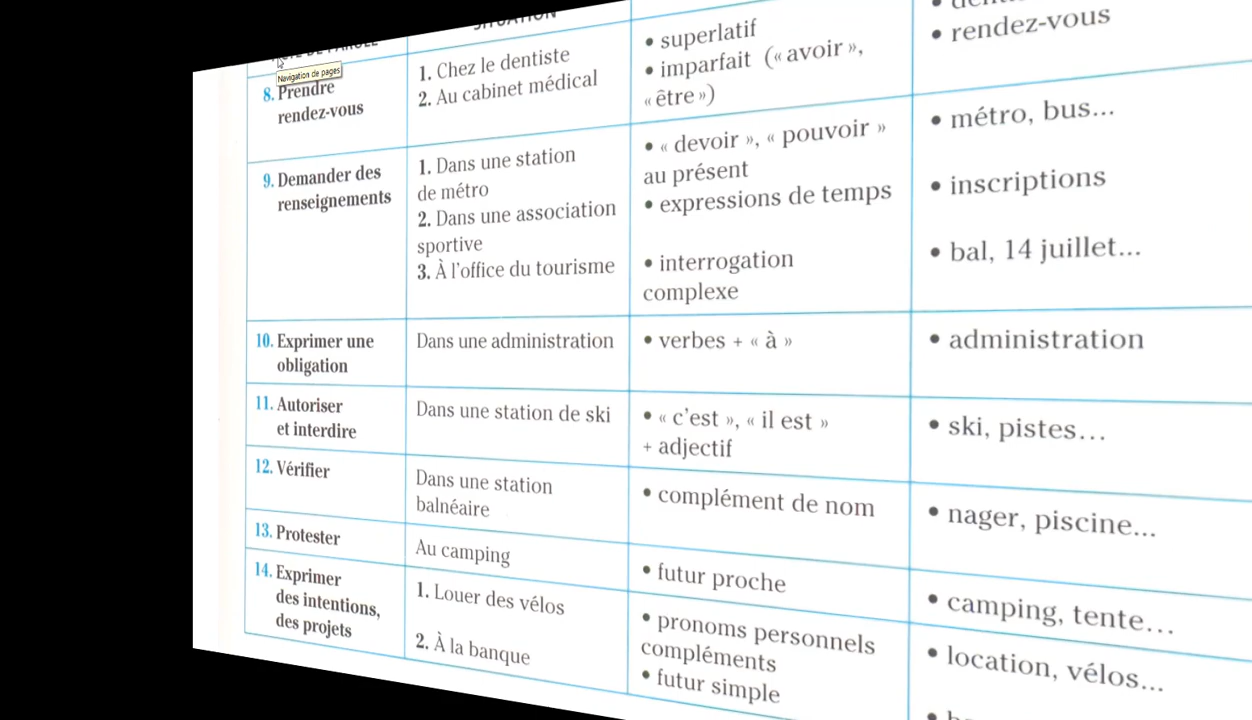 SITUATION
Navigation de pages
8. Prendre
rendez-vous
1. Chez le dentiste
2. Au cabinet médical
• superlatif
• imparfait (« avoir »,
« être »)
• rendez-vous
9. Demander des
renseignements
1. Dans une station
de métro
2. Dans une association
sportive
3. À l'office du tourisme
• « devoir », « pouvoir »
au présent
• expressions de temps
• interrogation
complexe
• métro, bus...
• inscriptions
• bal, 14 juillet...
10. Exprimer une
obligation
Dans une administration
• verbes + « à »
• administration
11. Autoriser
et interdire
Dans une station de ski
• « c'est », « il est »
+ adjectif
• ski, pistes...
12. Vérifier
Dans une station
balnéaire
• complément de nom
• nager, piscine...
13. Protester
Au camping
• futur proche
• camping, tente...
14. Exprimer
des intentions,
des projets
1. Louer des vélos
2. À la banque
• pronoms personnels
compléments
• futur simple
• location, vélos...